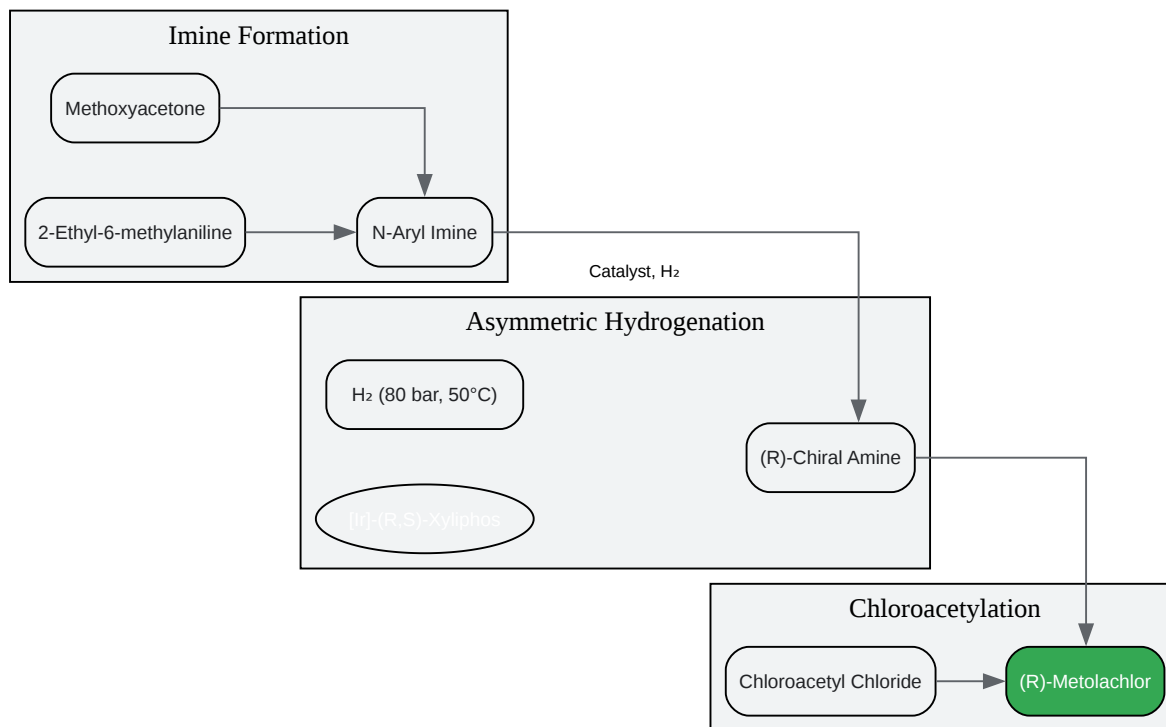 Imine Formation
Methoxyacetone
2-Ethyl-6-methylaniline
N-Aryl Imine
Catalyst, H₂
Asymmetric Hydrogenation
H₂ (80 bar, 50°C)
(R)-Chiral Amine
[Ir]-(R,S)-Xyliphos
Chloroacetylation
Chloroacetyl Chloride
(R)-Metolachlor